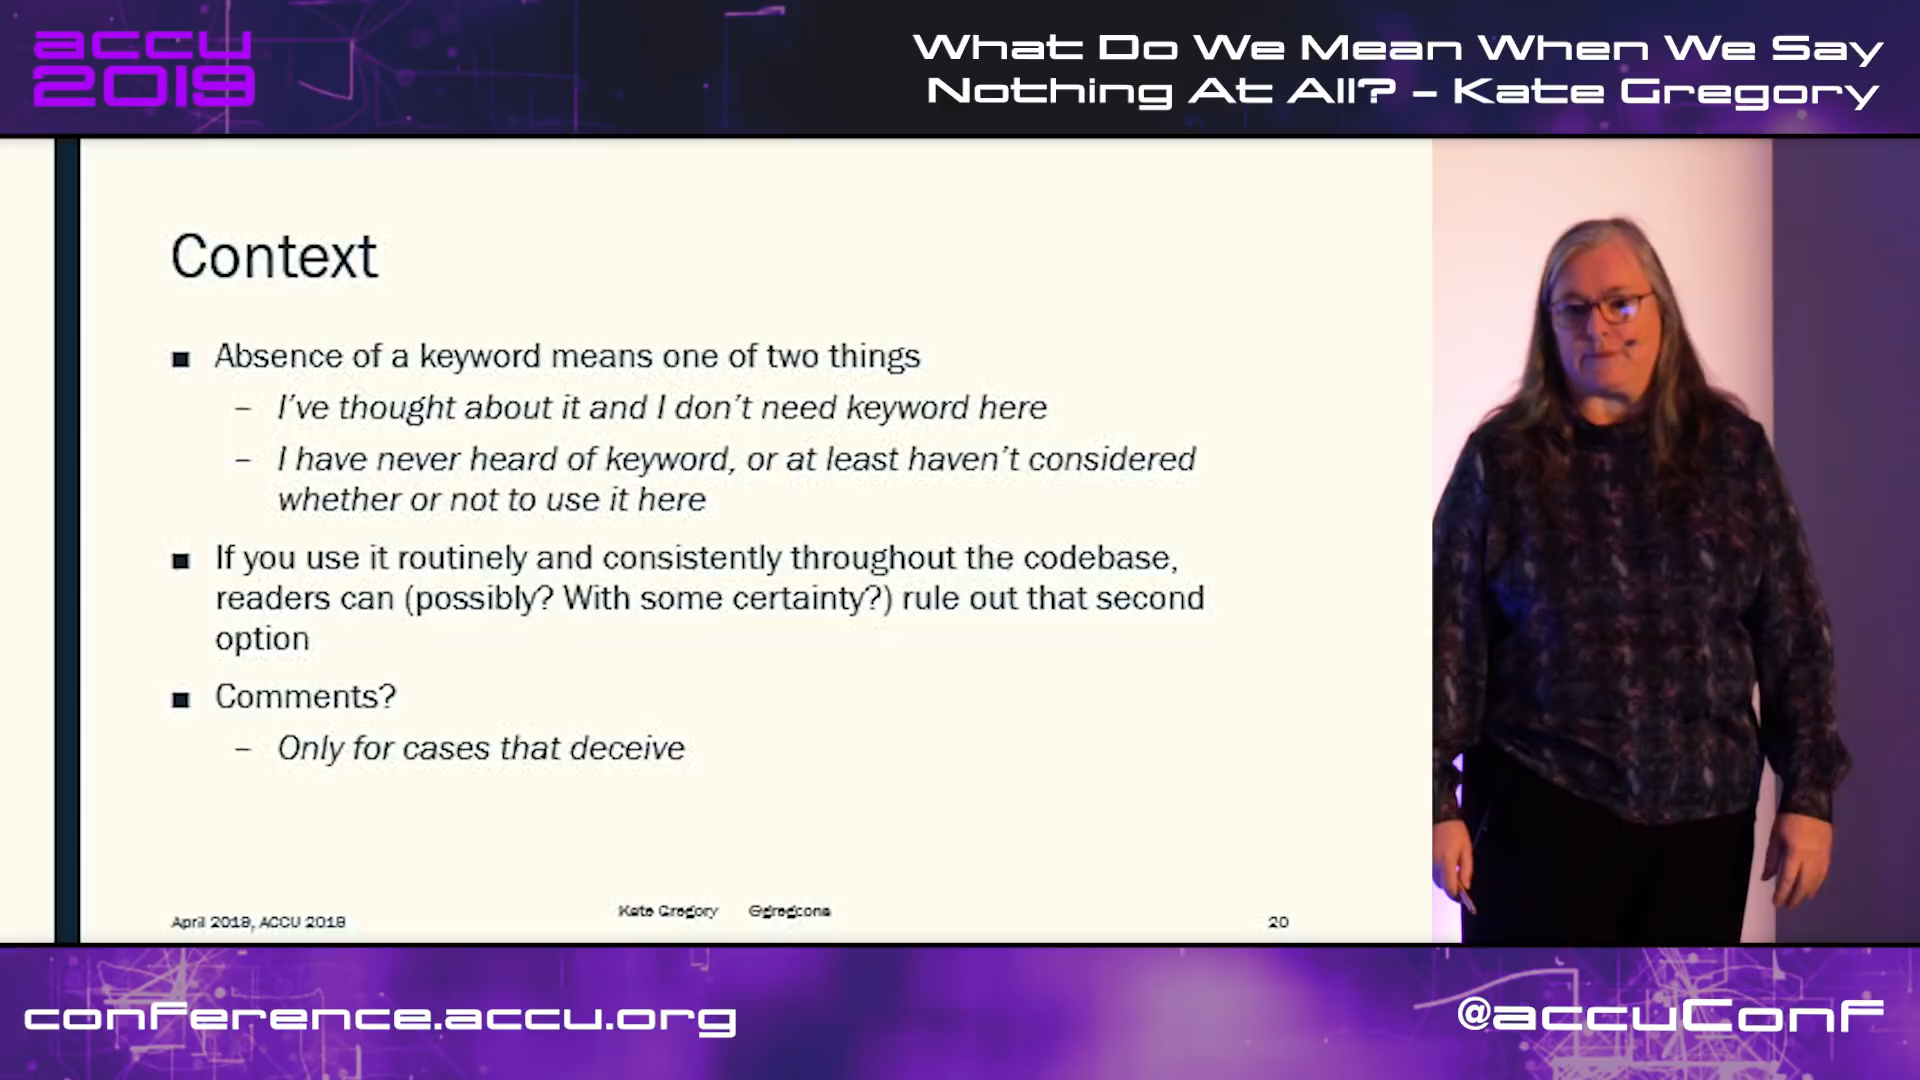 accu
2019
What Do We Mean When We Say
Nothing At All? – Kate Gregory
Context
■ Absence of a keyword means one of two things
– I've thought about it and I don't need keyword here
– I have never heard of keyword, or at least haven't considered
whether or not to use it here
■ If you use it routinely and consistently throughout the codebase,
readers can (possibly? With some certainty?) rule out that second
option
■ Comments?
– Only for cases that deceive
April 2019, ACCU 2019
Kate Gregory @gregcons
20
conference.accu.org
@accuConf